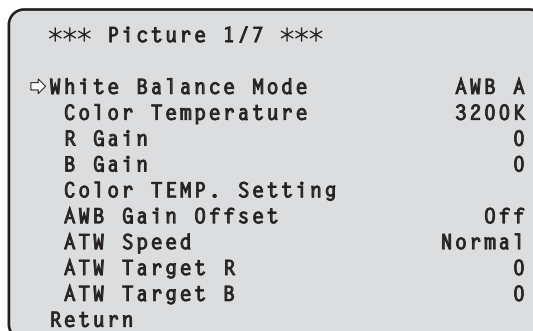 *** Picture 1/7 ***
⇨White Balance Mode AWB A
Color Temperature 3200K
R Gain 0
B Gain 0
Color TEMP. Setting
AWB Gain Offset Off
ATW Speed Normal
ATW Target R 0
ATW Target B 0
Return